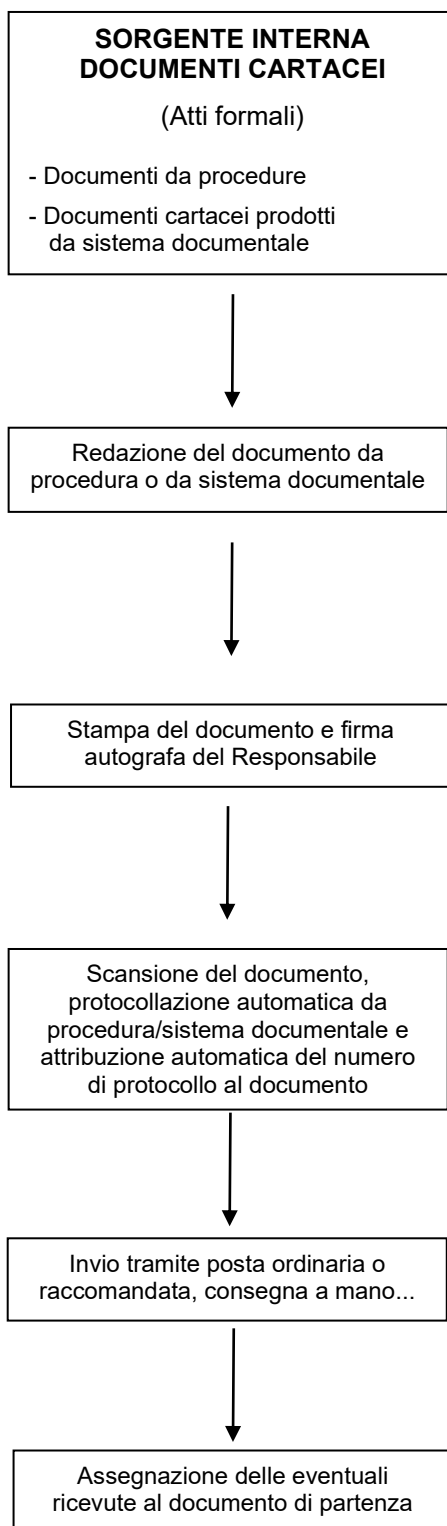 SORGENTE INTERNA
DOCUMENTI CARTACEI
(Atti formali)
- Documenti da procedure
- Documenti cartacei prodotti
da sistema documentale
Redazione del documento da
procedura o da sistema documentale
Stampa del documento e firma
autografa del Responsabile
Scansione del documento,
protocollazione automatica da
procedura/sistema documentale e
attribuzione automatica del numero
di protocollo al documento
Invio tramite posta ordinaria o
raccomandata, consegna a mano...
Assegnazione delle eventuali
ricevute al documento di partenza